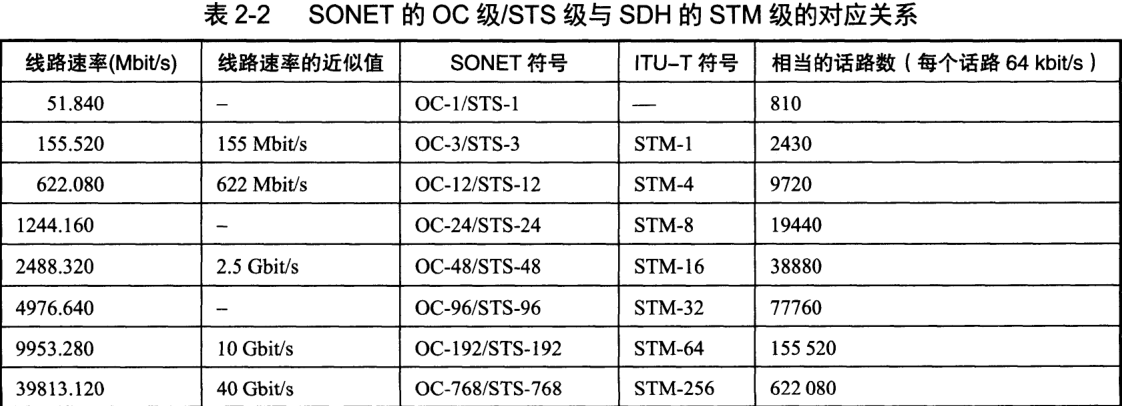 表 2-2 SONET 的 OC 级/STS 级与 SDH 的 STM 级的对应关系
线路速率(Mbit/s) 线路速率的近似值 SONET 符号 ITU–T 符号 相当的话路数（每个话路 64 kbit/s）
51.840 – OC-1/STS-1 — 810
155.520 155 Mbit/s OC-3/STS-3 STM-1 2430
622.080 622 Mbit/s OC-12/STS-12 STM-4 9720
1244.160 – OC-24/STS-24 STM-8 19440
2488.320 2.5 Gbit/s OC-48/STS-48 STM-16 38880
4976.640 – OC-96/STS-96 STM-32 77760
9953.280 10 Gbit/s OC-192/STS-192 STM-64 155 520
39813.120 40 Gbit/s OC-768/STS-768 STM-256 622 080